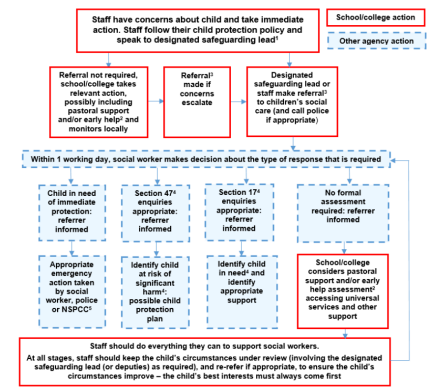 Staff have concerns about child and take immediate
action. Staff follow their child protection policy and
speak to designated safeguarding lead¹
School/college action
Other agency action
Referral not required,
school/college takes
relevant action,
possibly including
pastoral support
and/or early help² and
monitors locally
Referral³
made if
concerns
escalate
Designated
safeguarding lead or
staff make referral³
to children's social
care (and call police
if appropriate)
Within 1 working day, social worker makes decision about the type of response that is required
Child in need
of immediate
protection:
referrer
informed
Section 47⁴
enquiries
appropriate:
referrer
informed
Section 17⁴
enquiries
appropriate:
referrer
informed
No formal
assessment
required: referrer
informed
Appropriate
emergency
action taken
by social
worker, police
or NSPCC⁵
Identify child
at risk of
significant
harm⁴:
possible child
protection
plan
Identify child
in need⁴ and
identify
appropriate
support
School/college
considers pastoral
support and/or early
help assessment²
accessing universal
services and other
support
Staff should do everything they can to support social workers.
At all stages, staff should keep the child's circumstances under review (involving the designated
safeguarding lead (or deputies) as required), and re-refer if appropriate, to ensure the child's
circumstances improve – the child's best interests must always come first